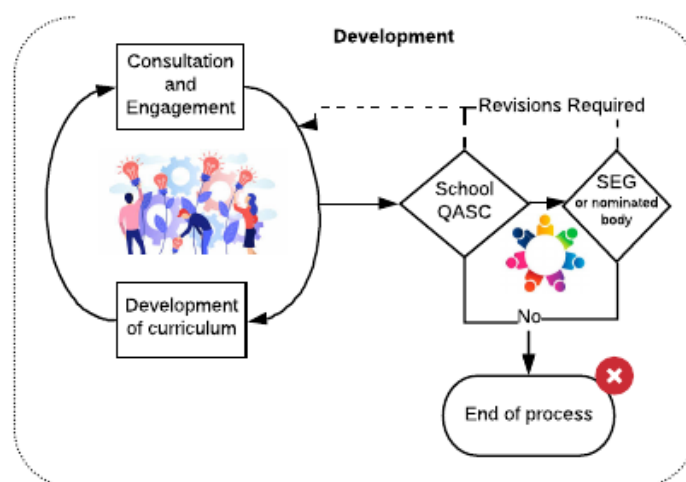 Development
Consultation
and
Engagement
Revisions Required
School
QASC
SEG
or nominated
body
Development
of curriculum
No
End of process